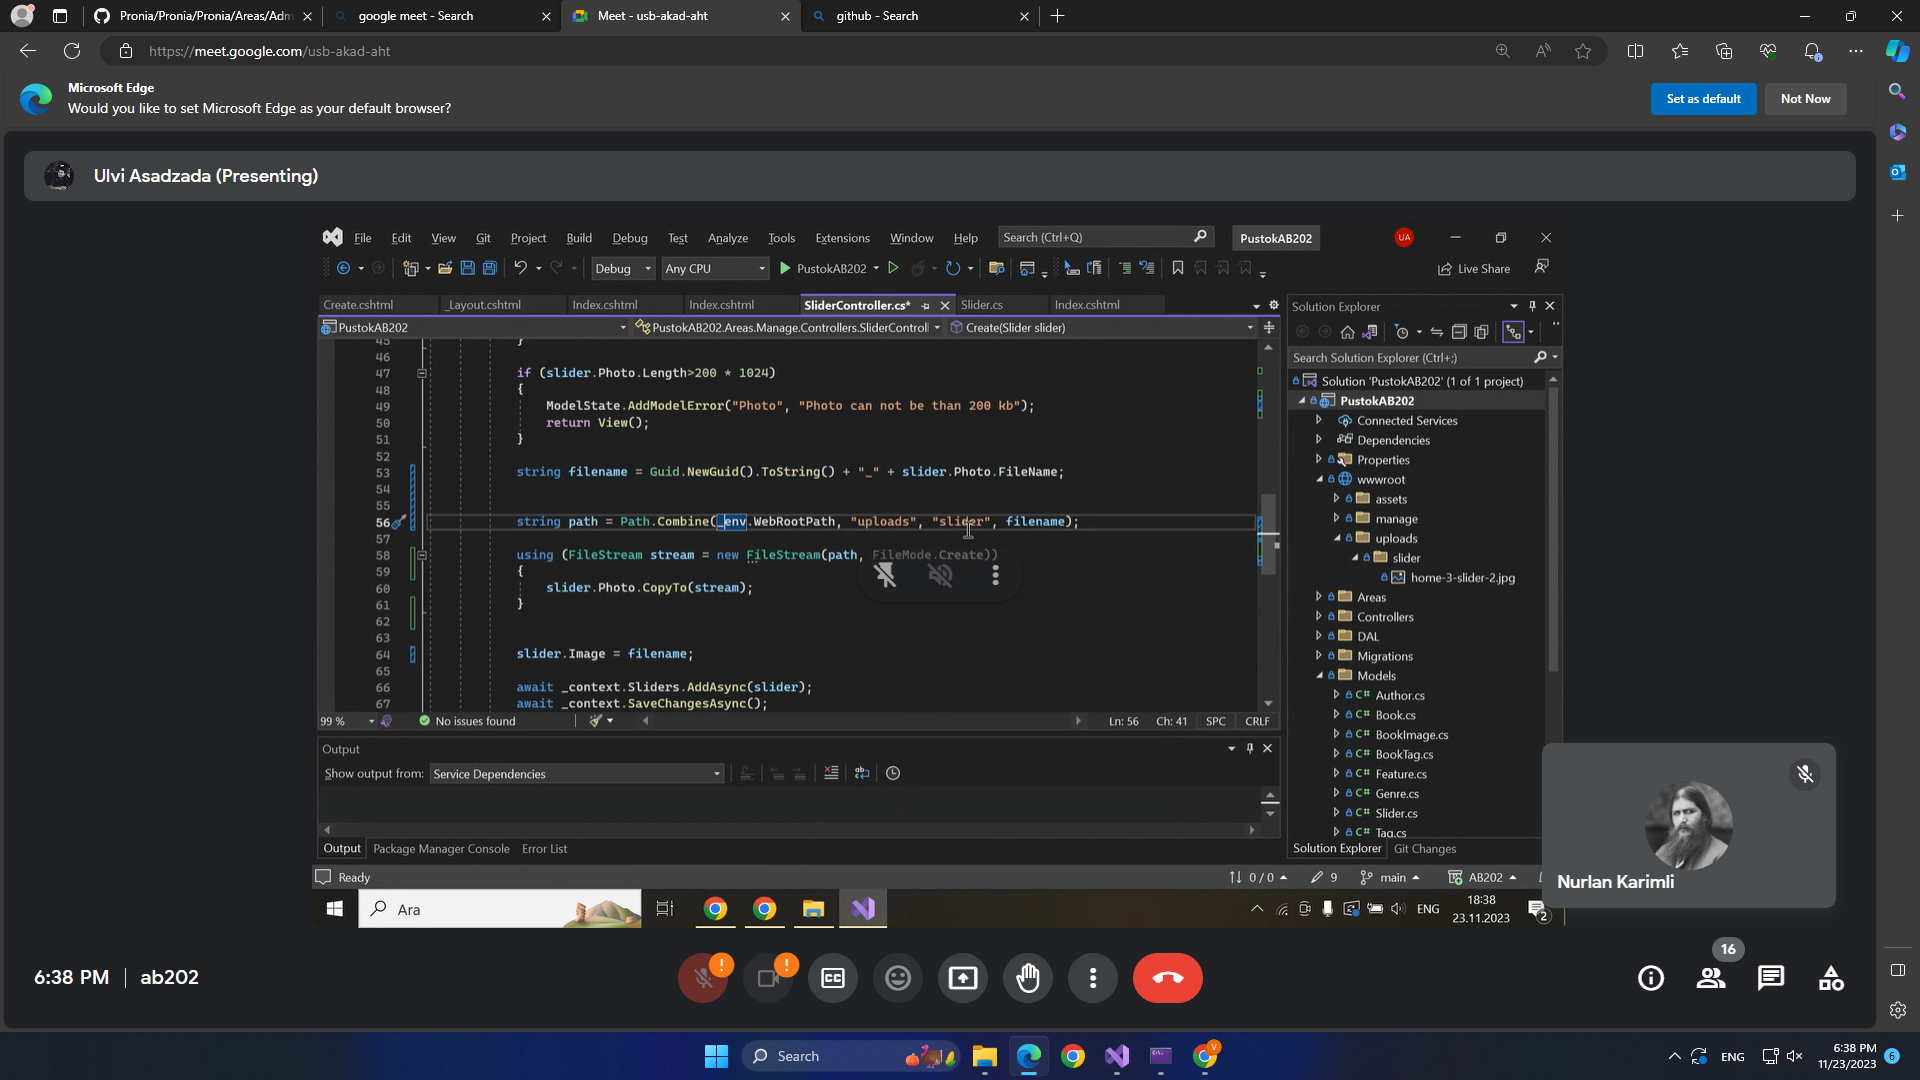 Pronia/Pronia/Pronia/Areas/Adm
google meet - Search
Meet - usb-akad-aht
github - Search
https://meet.google.com/usb-akad-aht
Microsoft Edge
Would you like to set Microsoft Edge as your default browser?
Set as default
Not Now
Ulvi Asadzada (Presenting)
File Edit View Git Project Build Debug Test Analyze Tools Extensions Window Help Search (Ctrl+Q) PustokAB202 UA
Debug Any CPU PustokAB202 Live Share
Create.cshtml _Layout.cshtml Index.cshtml Index.cshtml SliderController.cs* Slider.cs Index.cshtml
PustokAB202 PustokAB202.Areas.Manage.Controllers.SliderControll Create(Slider slider)
45 }
46
47 if (slider.Photo.Length>200 * 1024)
48 {
49 ModelState.AddModelError("Photo", "Photo can not be than 200 kb");
50 return View();
51 }
52
53 string filename = Guid.NewGuid().ToString() + "_" + slider.Photo.FileName;
54
55
56 string path = Path.Combine(_env.WebRootPath, "uploads", "slider", filename);
57
58 using (FileStream stream = new FileStream(path, FileMode.Create))
59 {
60 slider.Photo.CopyTo(stream);
61 }
62
63
64 slider.Image = filename;
65
66 await _context.Sliders.AddAsync(slider);
67 await _context.SaveChangesAsync();
99 % No issues found Ln: 56 Ch: 41 SPC CRLF
Output
Show output from: Service Dependencies
Output Package Manager Console Error List
Solution Explorer
Search Solution Explorer (Ctrl+;)
Solution 'PustokAB202' (1 of 1 project)
PustokAB202
Connected Services
Dependencies
C# Properties
wwwroot
assets
manage
uploads
slider
home-3-slider-2.jpg
Areas
Controllers
DAL
Migrations
Models
C# Author.cs
C# Book.cs
C# BookImage.cs
C# BookTag.cs
C# Feature.cs
C# Genre.cs
C# Slider.cs
C# Tag.cs
Solution Explorer Git Changes
Ready 0 / 0 9 main AB202
Ara
ENG
18:38
23.11.2023
2
Nurlan Karimli
6:38 PM ab202
CC
16
Search
V
ENG
6:38 PM
11/23/2023
6